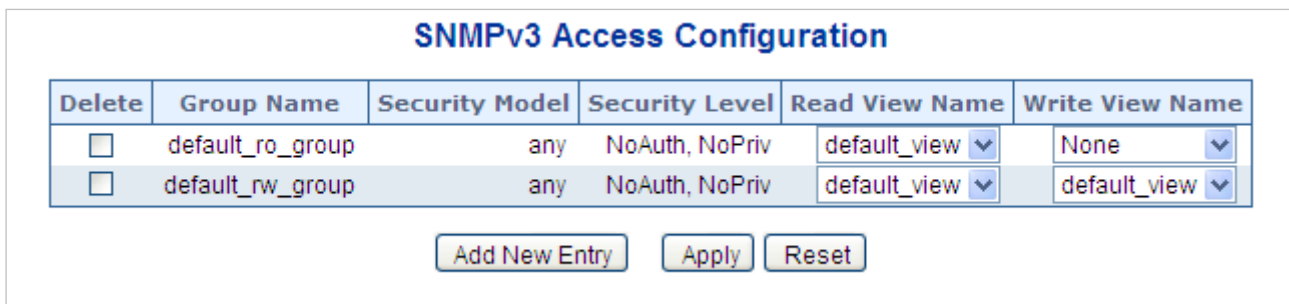 SNMPv3 Access Configuration
Delete Group Name Security Model Security Level Read View Name Write View Name
default_ro_group any NoAuth, NoPriv default_view None
default_rw_group any NoAuth, NoPriv default_view default_view
Add New Entry Apply Reset